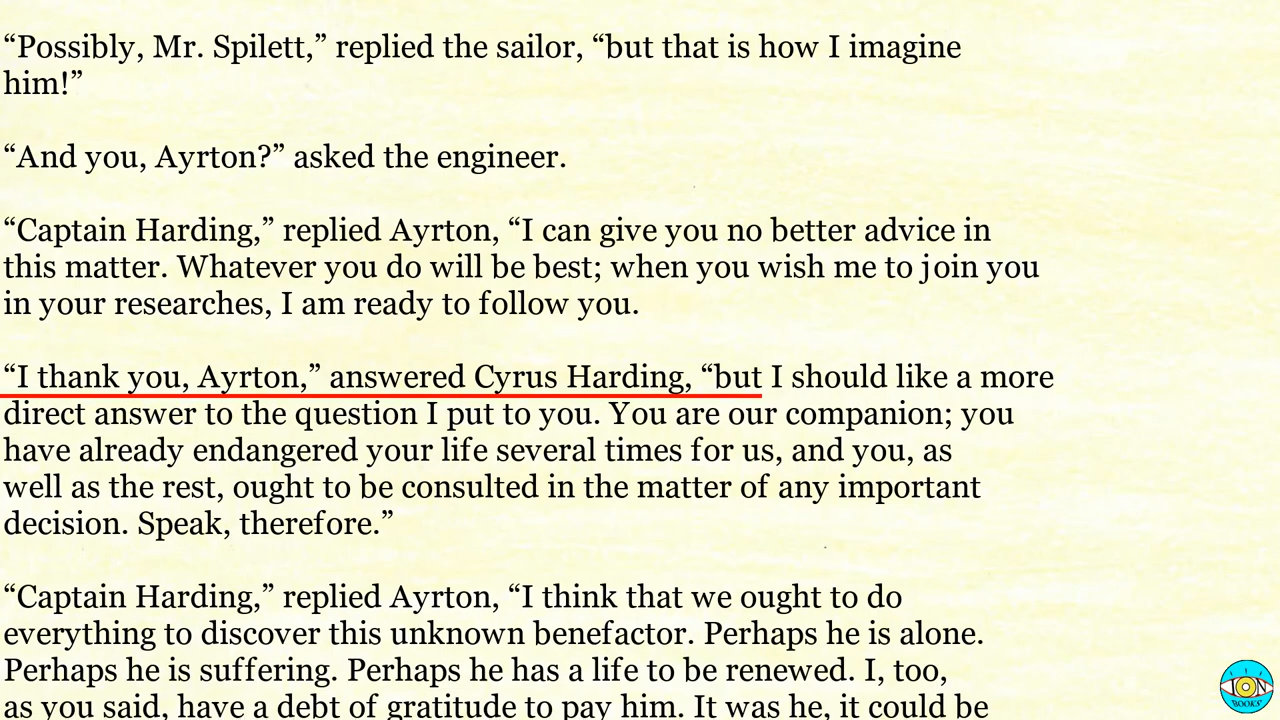 “Possibly, Mr. Spilett,” replied the sailor, “but that is how I imagine
him!”
“And you, Ayrton?” asked the engineer.
“Captain Harding,” replied Ayrton, “I can give you no better advice in
this matter. Whatever you do will be best; when you wish me to join you
in your researches, I am ready to follow you.
“I thank you, Ayrton,” answered Cyrus Harding, “but I should like a more
direct answer to the question I put to you. You are our companion; you
have already endangered your life several times for us, and you, as
well as the rest, ought to be consulted in the matter of any important
decision. Speak, therefore.”
“Captain Harding,” replied Ayrton, “I think that we ought to do
everything to discover this unknown benefactor. Perhaps he is alone.
Perhaps he is suffering. Perhaps he has a life to be renewed. I, too,
as you said, have a debt of gratitude to pay him. It was he, it could be
ION
BOOKS